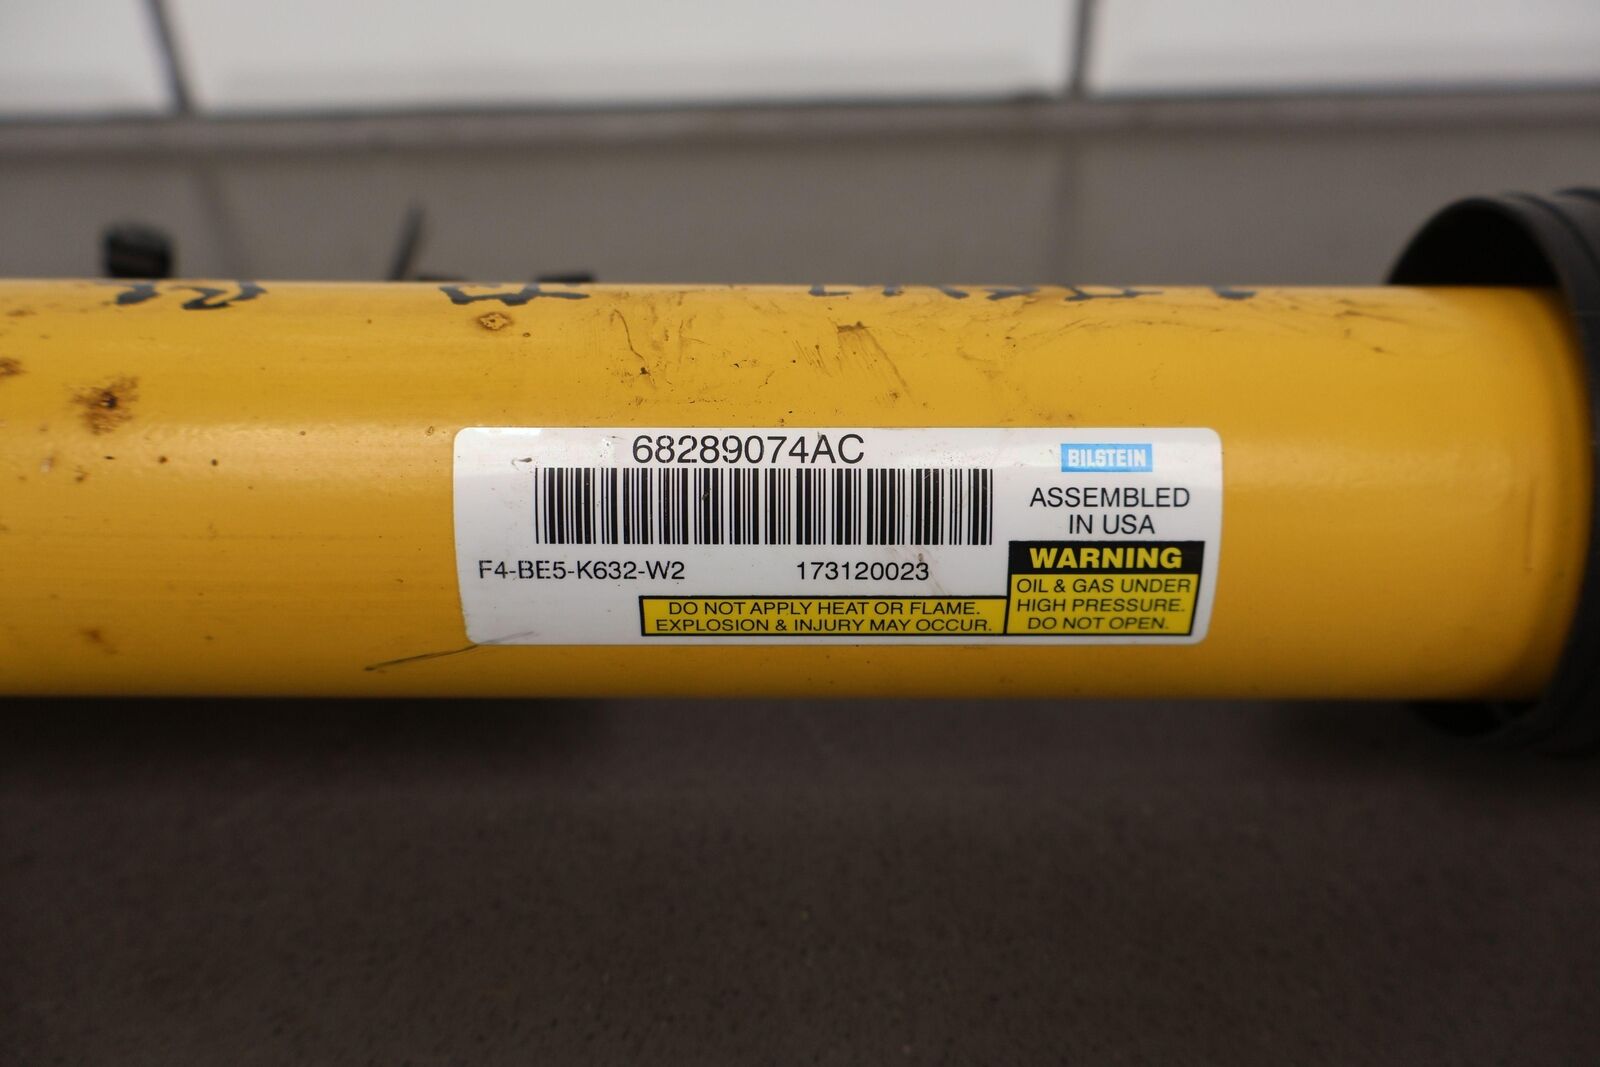 68289074AC
BILSTEIN
ASSEMBLED
IN USA
F4-BE5-K632-W2 173120023
WARNING
OIL & GAS UNDER
HIGH PRESSURE.
DO NOT OPEN.
DO NOT APPLY HEAT OR FLAME.
EXPLOSION & INJURY MAY OCCUR.